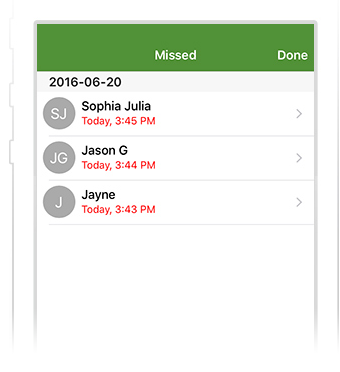 Missed Done
2016-06-20
SJ Sophia Julia
Today, 3:45 PM
JG Jason G
Today, 3:44 PM
J Jayne
Today, 3:43 PM